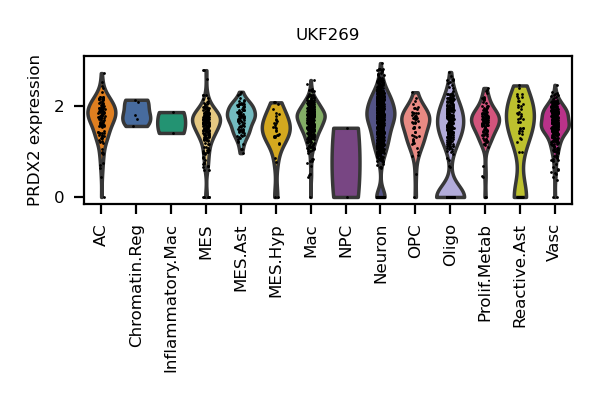 UKF269
PRDX2 expression
2
0
AC
Chromatin.Reg
Inflammatory.Mac
MES
MES.Ast
MES.Hyp
Mac
NPC
Neuron
OPC
Oligo
Prolif.Metab
Reactive.Ast
Vasc